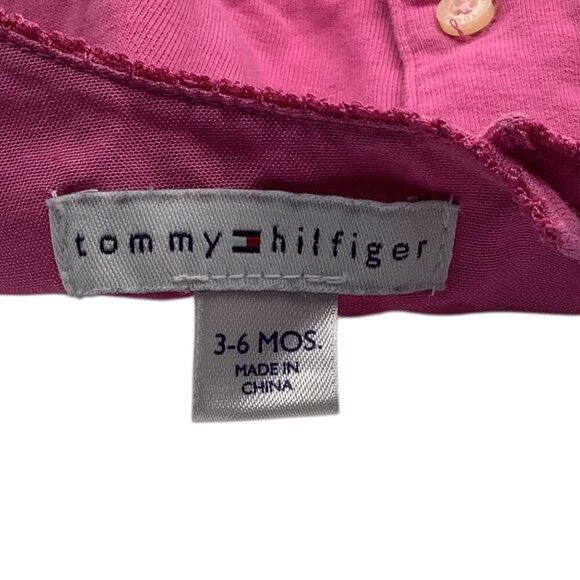 tommy hilfiger
3-6 MOS.
MADE IN
CHINA